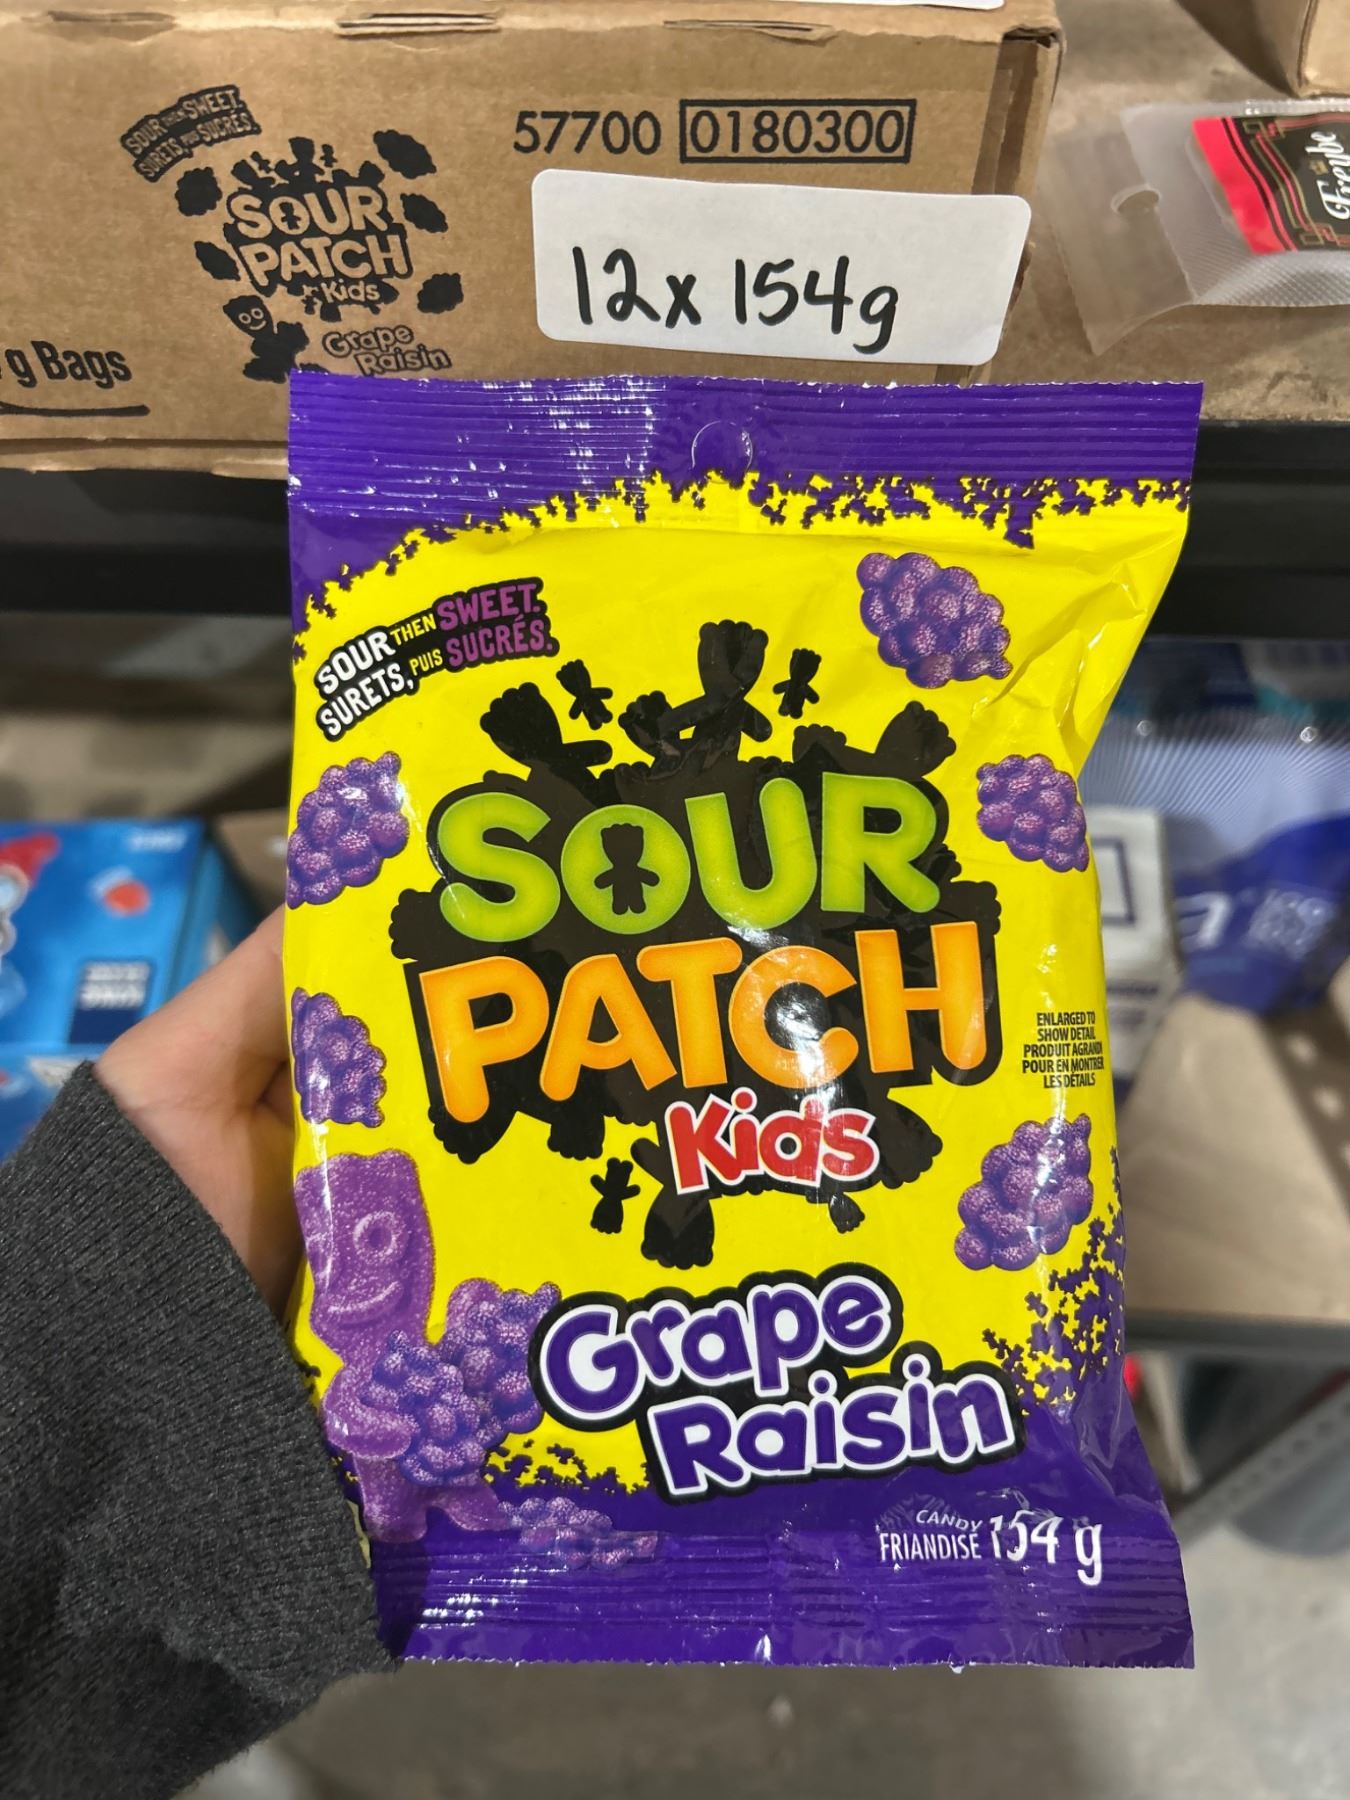 SOUR THEN SWEET.
SURETS, PUIS SUCRÉS.
57700 0180300
SOUR
PATCH
Kids
Grape
Raisin
g Bags
12x 154g
Freybe
SOUR THEN SWEET.
SURETS, PUIS SUCRÉS.
SOUR
PATCH
Kids
ENLARGED TO
SHOW DETAIL
PRODUIT AGRANDI
POUR EN MONTRER
LES DÉTAILS
Grape
Raisin
CANDY
FRIANDISE 154 g